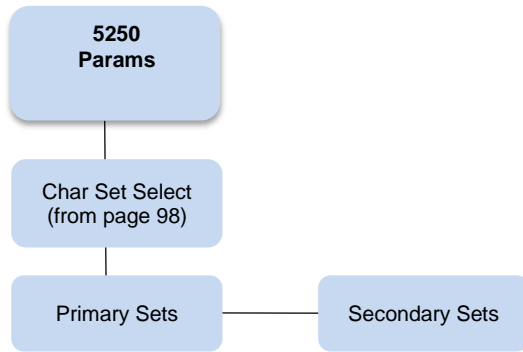 5250
Params
Char Set Select
(from page 98)
Primary Sets
Secondary Sets